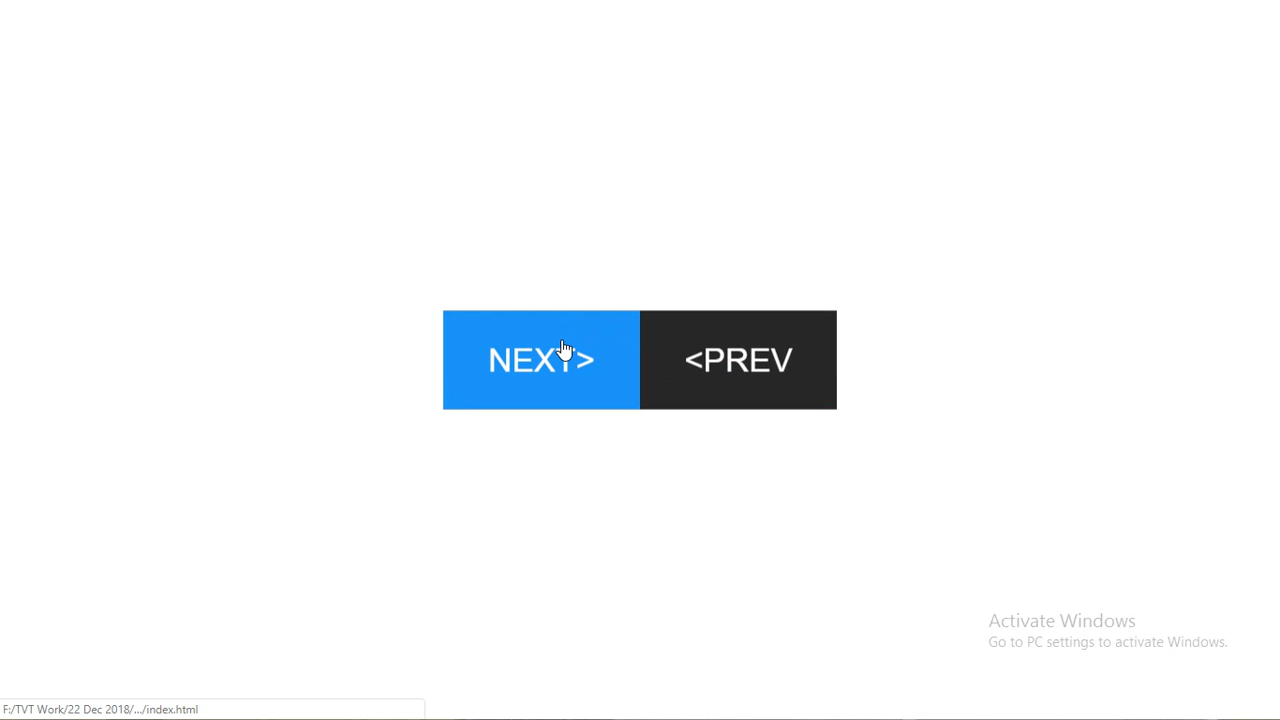 NEXT>
<PREV
Activate Windows
Go to PC settings to activate Windows.
F:/TVT Work/22 Dec 2018/.../index.html